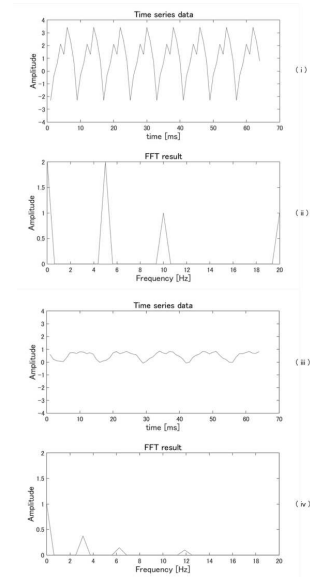 Time series data
4
3
2
1
0
-1
-2
-3
-4
Amplitude
0 10 20 30 40 50 60 70
time [ms]
( i )
FFT result
2
1.5
1
0.5
0
Amplitude
0 2 4 6 8 10 12 14 16 18 20
Frequency [Hz]
( ii )
Time series data
4
3
2
1
0
-1
-2
-3
-4
Amplitude
0 10 20 30 40 50 60 70
time [ms]
( iii )
FFT result
2
1.5
1
0.5
0
Amplitude
0 2 4 6 8 10 12 14 16 18 20
Frequency [Hz]
( iv )